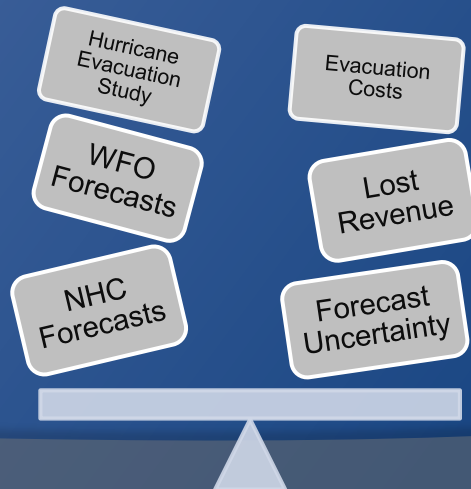 Hurricane
Evacuation
Study
Evacuation
Costs
WFO
Forecasts
Lost
Revenue
NHC
Forecasts
Forecast
Uncertainty